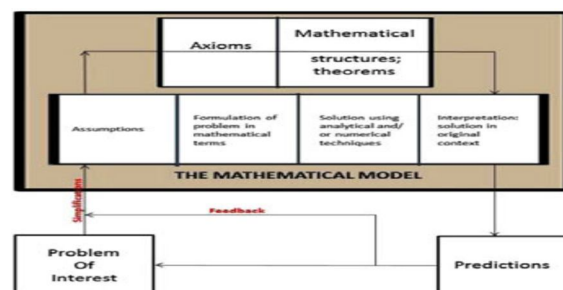 Axioms
Mathematical
structures;
theorems
Assumptions
Formulation of
problem in
mathematical
terms
Solution using
analytical and/
or numerical
techniques
Interpretation:
solution in
original
context
THE MATHEMATICAL MODEL
Simplifications
Feedback
Problem
Of
Interest
Predictions